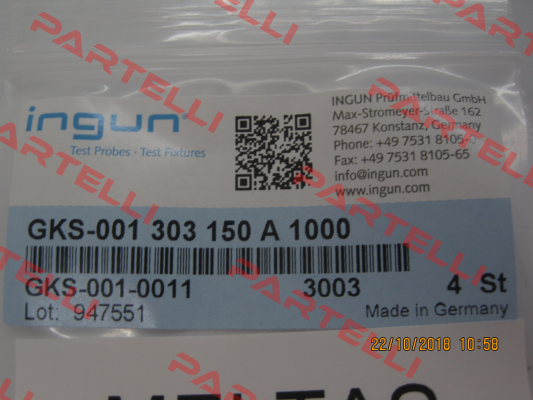 ingun
Test Probes · Test Fixtures
INGUN Prüfmittelbau GmbH
Max-Stromeyer-Straße 162
78467 Konstanz, Germany
Phone: +49 7531 8105-0
Fax: +49 7531 8105-65
info@ingun.com
www.ingun.com
GKS-001 303 150 A 1000
GKS-001-0011 3003 4 St
Lot: 947551 Made in Germany
22/10/2018 10:58
PARTELLI
PARTELLI
PARTELLI
PARTELLI
PARTELLI
PARTELLI